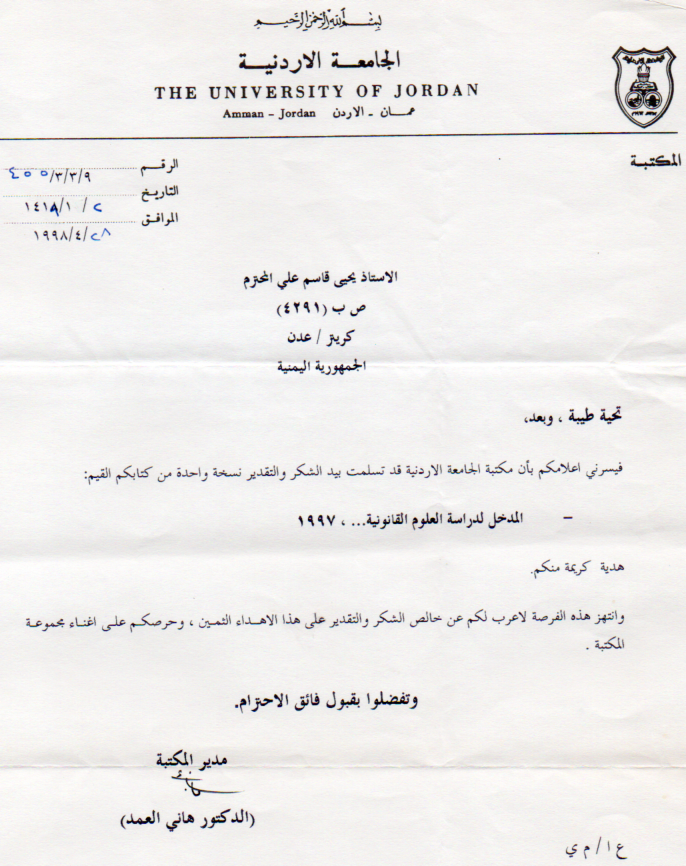 بسم الله الرحمن الرحيم
الجامعة الاردنية
THE UNIVERSITY OF JORDAN
Amman – Jordan عمان - الاردن
المكتبة
الرقم ٤٥٥/٣/٣/٩
التاريخ ٢ / ١٤١٨/١
الموافق ١٩٩٨/٤/٢٨
الاستاذ يحيى قاسم علي المحترم
ص ب (٤٢٩١)
كريتر / عدن
الجمهورية اليمنية
تحية طيبة ، وبعد،
فيسرني اعلامكم بأن مكتبة الجامعة الاردنية قد تسلمت بيد الشكر والتقدير نسخة واحدة من كتابكم القيم:
– المدخل لدراسة العلوم القانونية... ، ١٩٩٧
هدية كريمة منكم.
وانتهز هذه الفرصة لاعرب لكم عن خالص الشكر والتقدير على هذا الاهداء الثمين ، وحرصكم على اغناء مجموعة
المكتبة .
وتفضلوا بقبول فائق الاحترام.
مدير المكتبة
(الدكتور هاني العمد)
ع ا / م ي